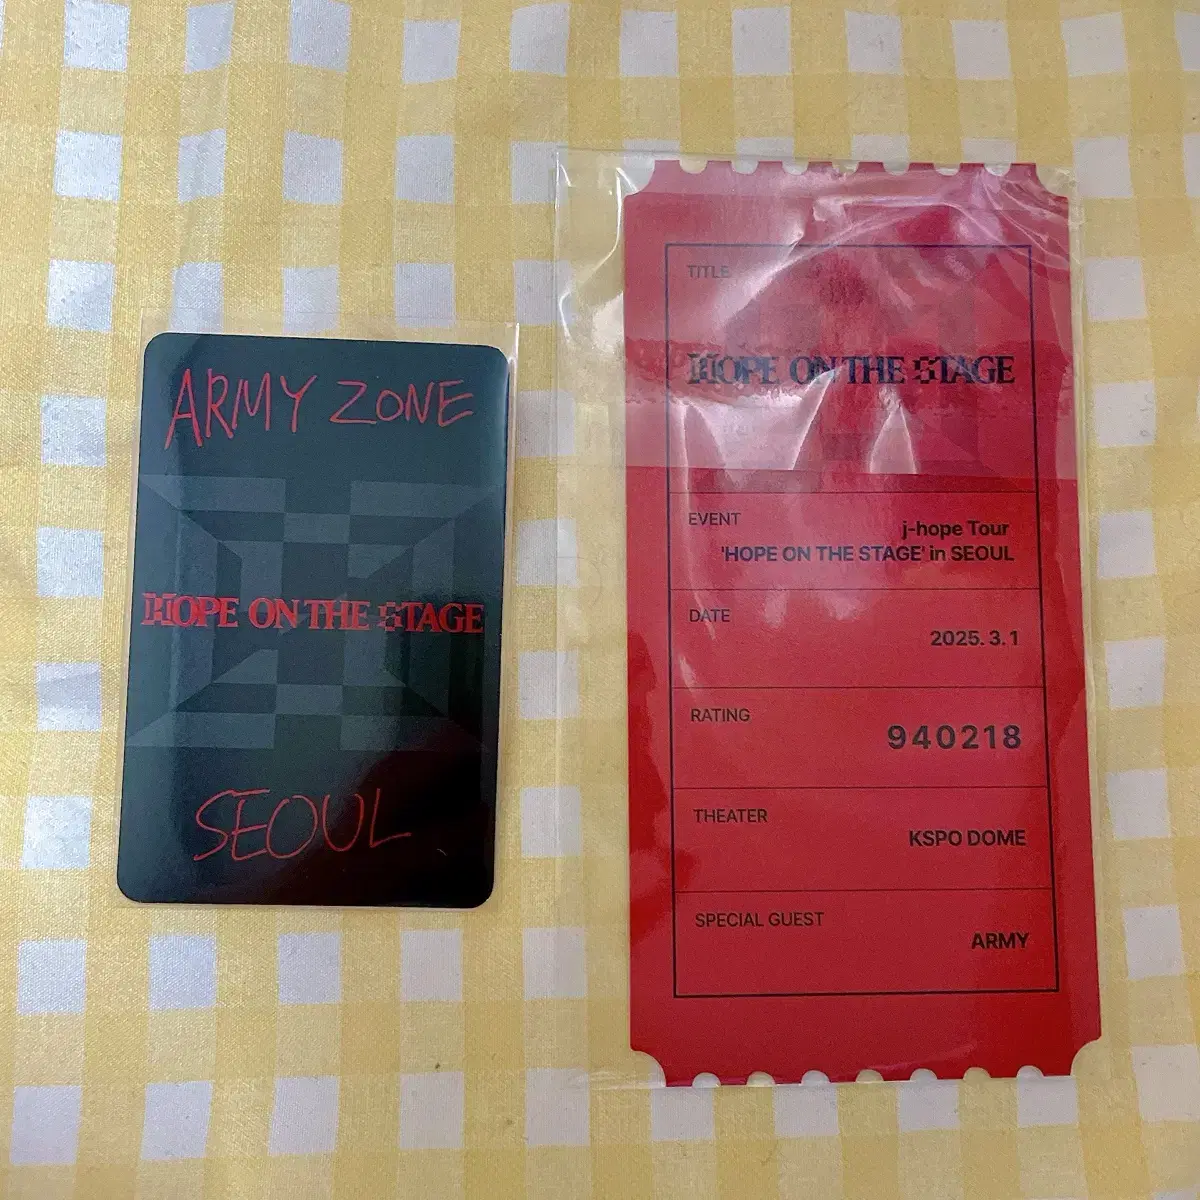 ARMY ZONE
HOPE ON THE STAGE
SEOUL
TITLE
HOPE ON THE STAGE
EVENT
j-hope Tour
'HOPE ON THE STAGE' in SEOUL
DATE
2025. 3. 1
RATING
940218
THEATER
KSPO DOME
SPECIAL GUEST
ARMY